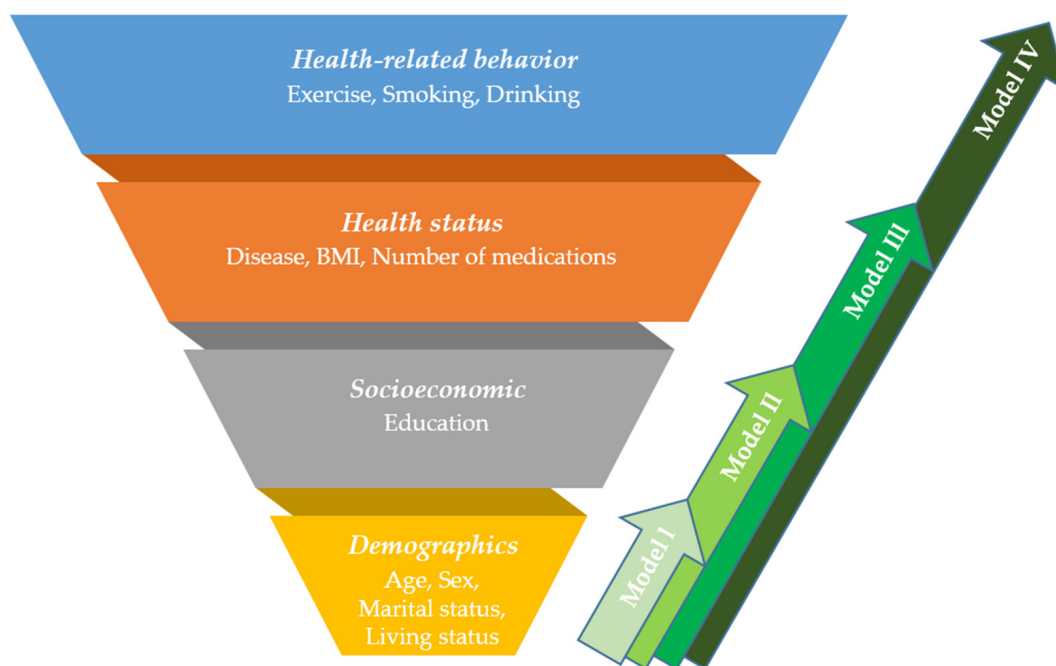 Health-related behavior
Exercise, Smoking, Drinking
Health status
Disease, BMI, Number of medications
Socioeconomic
Education
Demographics
Age, Sex,
Marital status,
Living status
Model I
Model II
Model III
Model IV